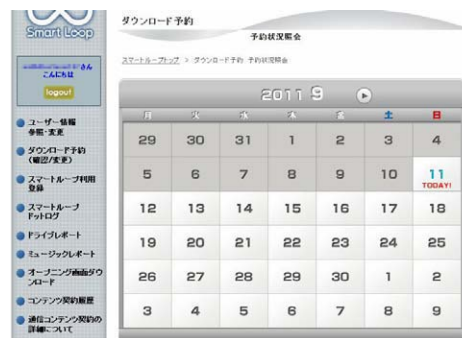 Smart Loop
さん
こんにちは
logout
ユーザー情報
参照・変更
ダウンロード予約
(確認/変更)
スマートループ利用
登録
スマートループ
ドットログ
ドライブレポート
ミュージックレポート
オープニング画面ダウ
ンロード
コンテンツ契約履歴
通信コンテンツ契約の
詳細について
ダウンロード予約
予約状況照会
スマートループトップ > ダウンロード予約 予約状況照会
2011 9
月 火 水 木 金 土 日
29 30 31 1 2 3 4
5 6 7 8 9 10 11
TODAY!
12 13 14 15 16 17 18
19 20 21 22 23 24 25
26 27 28 29 30 1 2
3 4 5 6 7 8 9